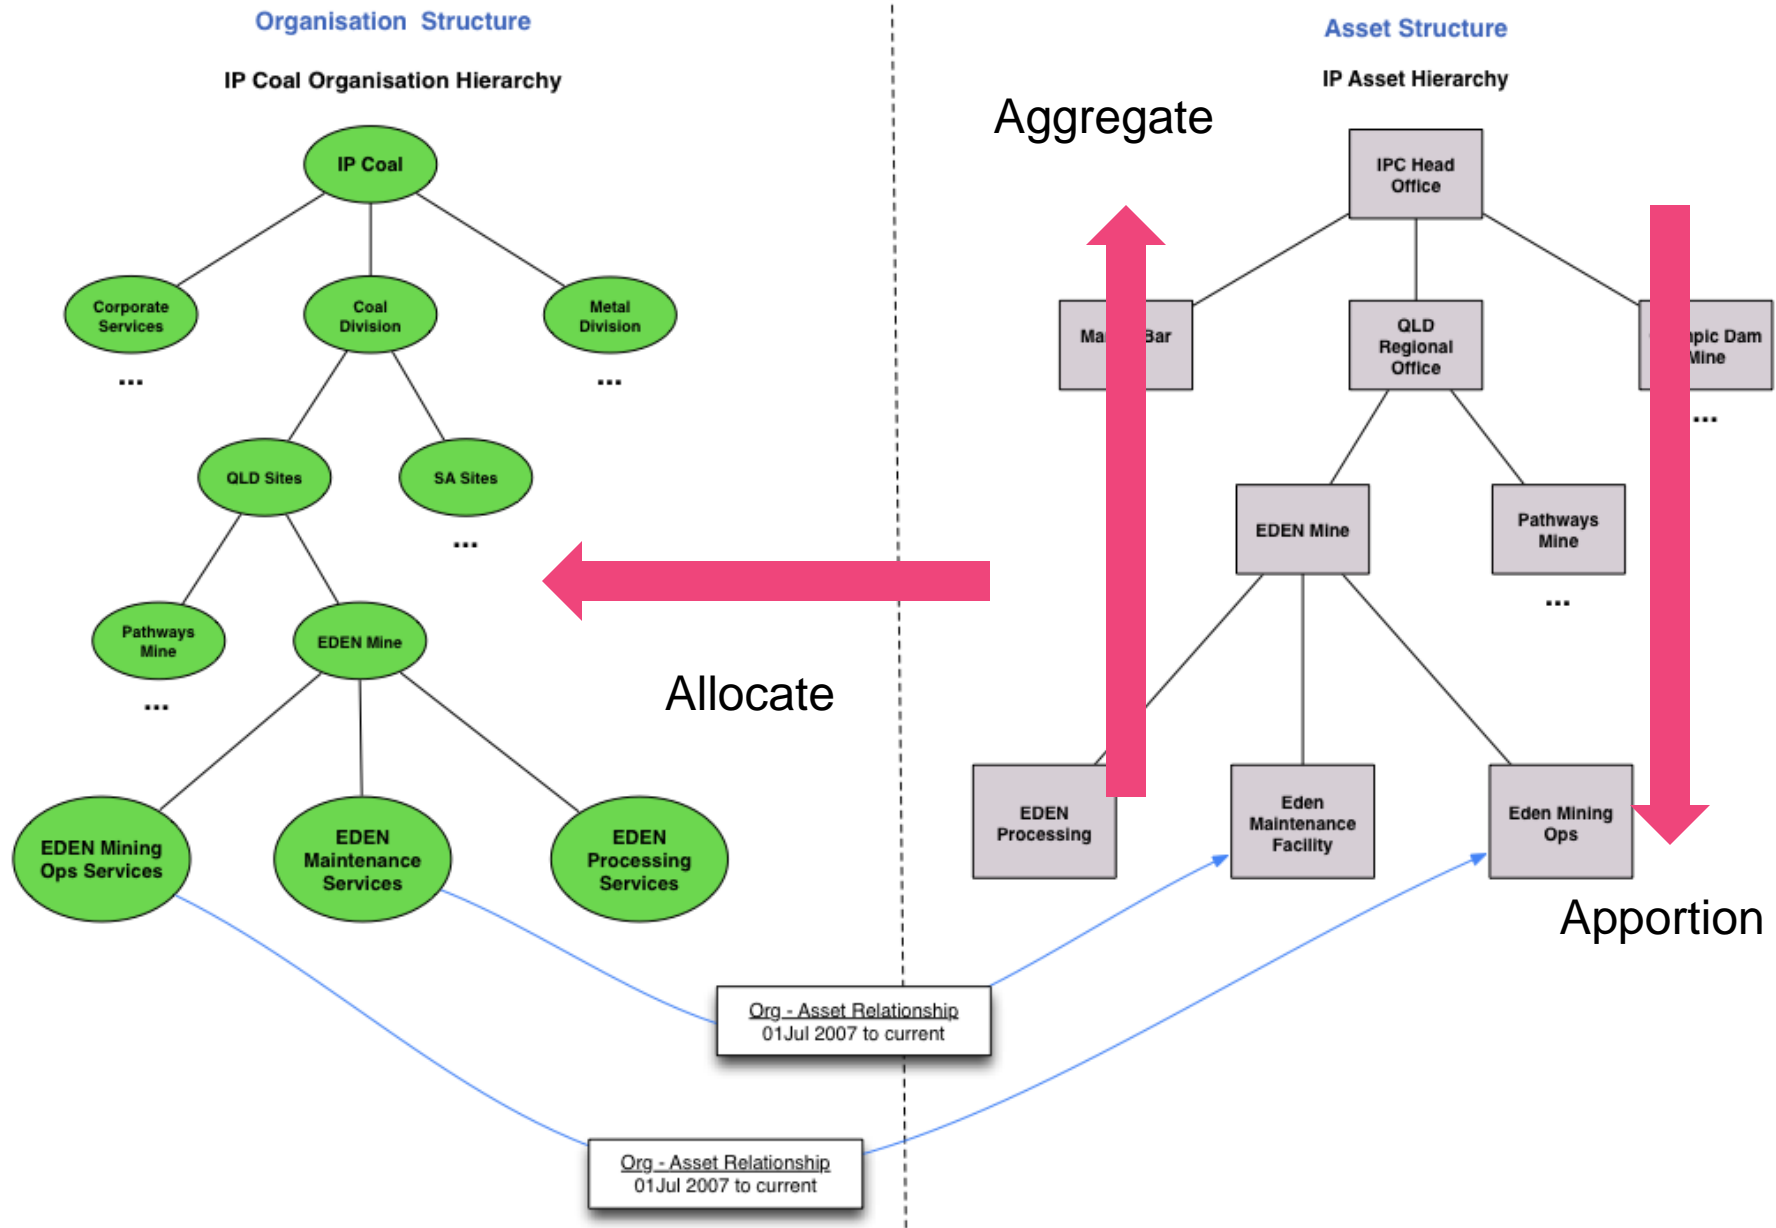 Organisation Structure
IP Coal Organisation Hierarchy
IP Coal
Corporate
Services
...
Coal
Division
Metal
Division
...
QLD Sites
SA Sites
...
Pathways
Mine
...
EDEN Mine
EDEN Mining
Ops Services
EDEN
Maintenance
Services
EDEN
Processing
Services
Allocate
Asset Structure
IP Asset Hierarchy
Aggregate
IPC Head
Office
Bar
QLD
Regional
Office
Dam
Mine
...
EDEN Mine
Pathways
Mine
...
EDEN
Processing
Eden
Maintenance
Facility
Eden Mining
Ops
Apportion
Org - Asset Relationship
01Jul 2007 to current
Org - Asset Relationship
01Jul 2007 to current